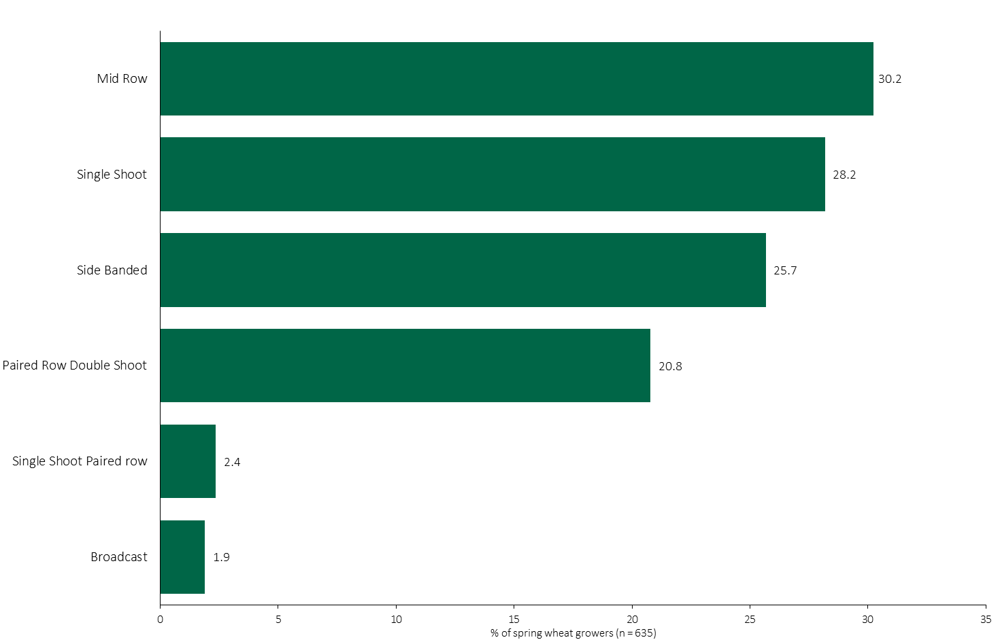 Mid Row
30.2
Single Shoot
28.2
Side Banded
25.7
Paired Row Double Shoot
20.8
Single Shoot Paired row
2.4
Broadcast
1.9
0 5 10 15 20 25 30 35
% of spring wheat growers (n = 635)